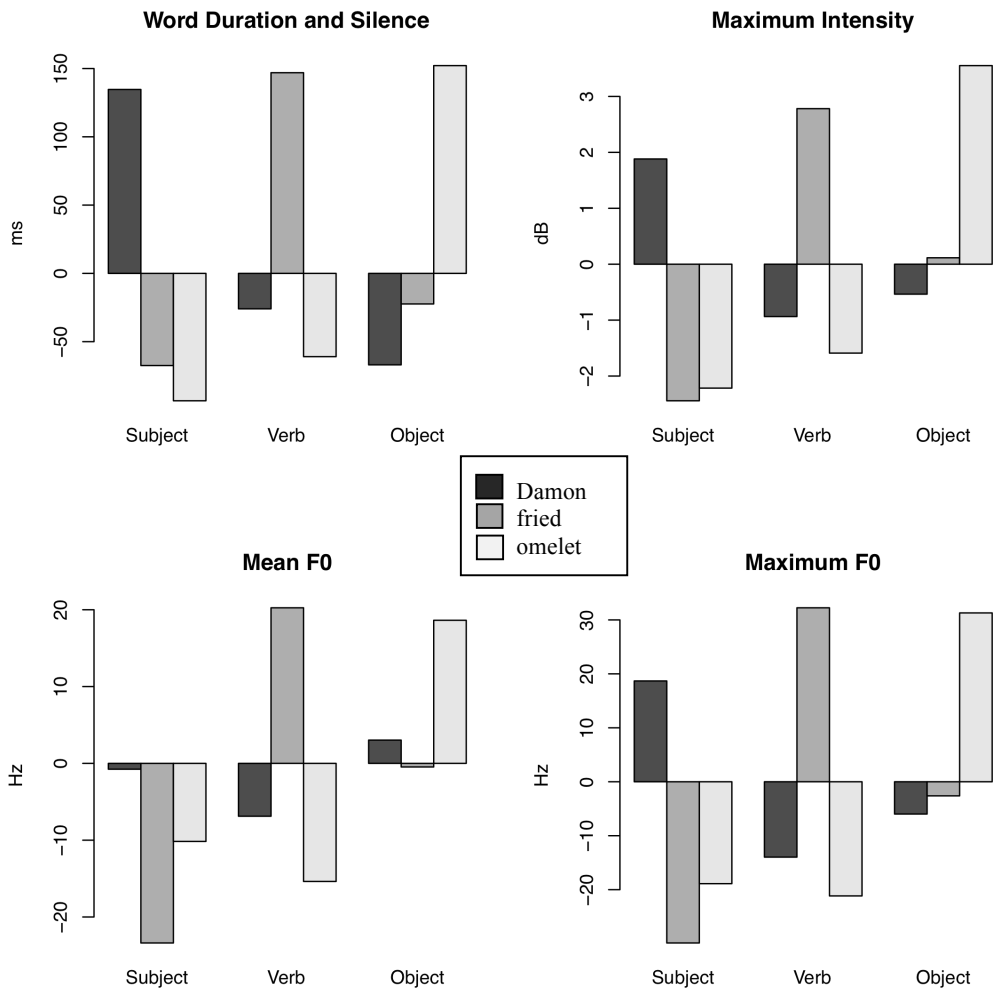 Word Duration and Silence
150
100
50
0
−50
ms
Subject Verb Object
Maximum Intensity
3
2
1
0
−1
−2
dB
Subject Verb Object
Damon
fried
omelet
Mean F0
20
10
0
−10
−20
Hz
Subject Verb Object
Maximum F0
30
20
10
0
−10
−20
Hz
Subject Verb Object